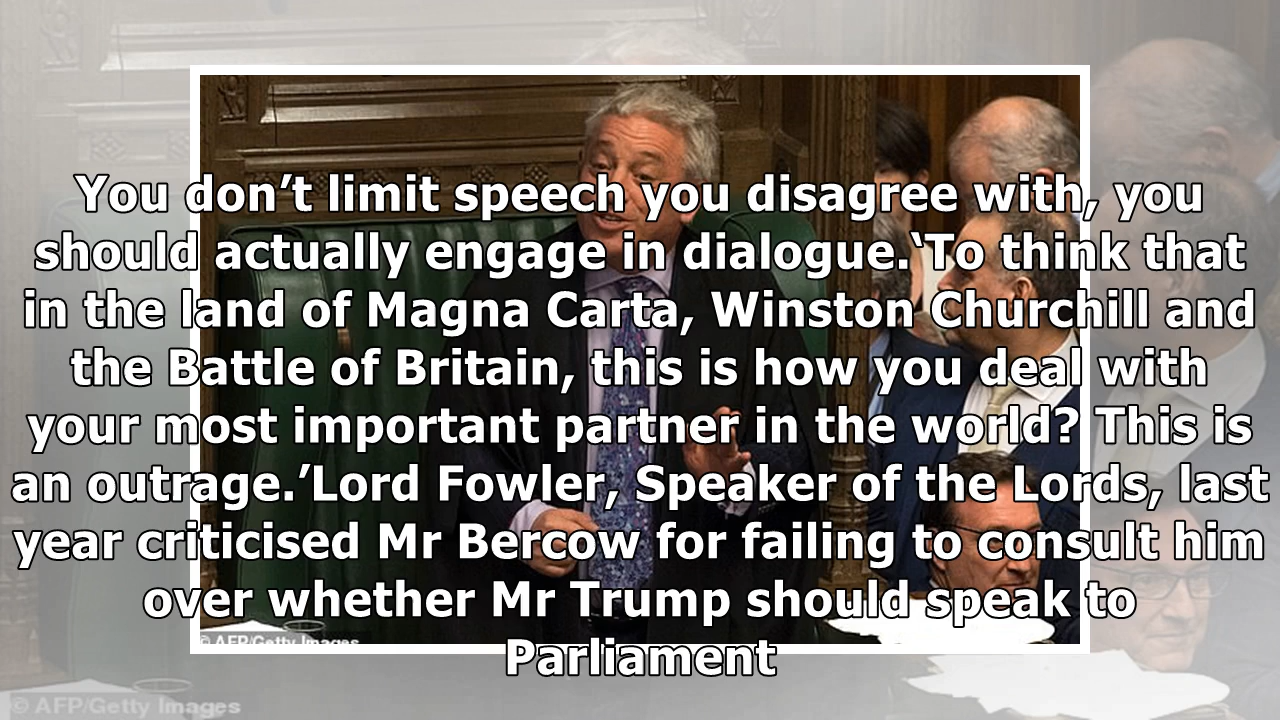 You don’t limit speech you disagree with, you
should actually engage in dialogue.‘To think that
in the land of Magna Carta, Winston Churchill and
the Battle of Britain, this is how you deal with
your most important partner in the world? This is
an outrage.’Lord Fowler, Speaker of the Lords, last
year criticised Mr Bercow for failing to consult him
over whether Mr Trump should speak to
Parliament
© AFP/Getty Images
© AFP/Getty Images